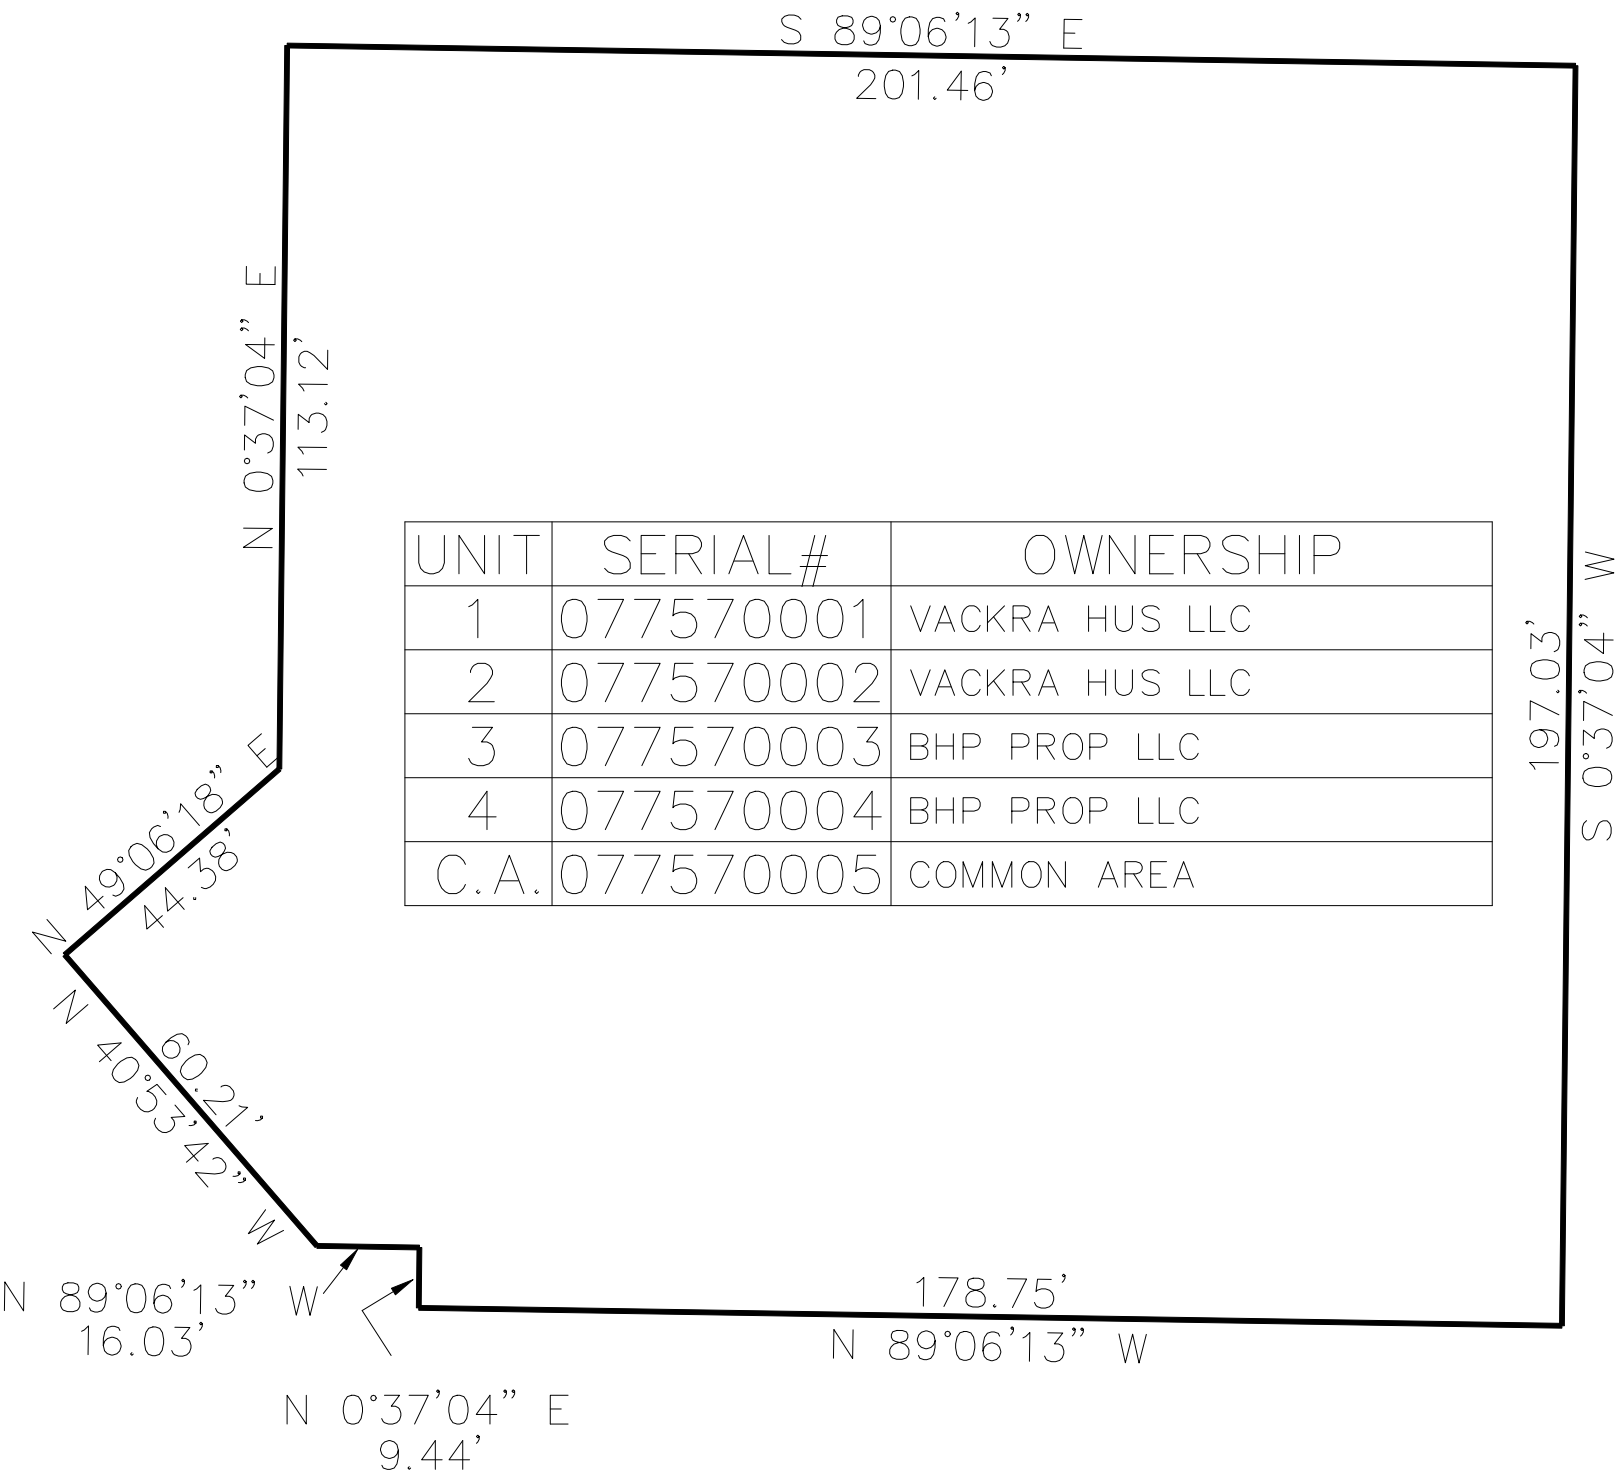 S 89°06'13" E
201.46'
N 0°37'04" E
113.12'
UNIT SERIAL# OWNERSHIP
1 077570001 VACKRA HUS LLC
2 077570002 VACKRA HUS LLC
3 077570003 BHP PROP LLC
4 077570004 BHP PROP LLC
C.A. 077570005 COMMON AREA
197.03'
S 0°37'04" W
N 49°06'18" E
44.38'
60.21'
N 40°53'42" W
N 89°06'13" W
16.03'
178.75'
N 89°06'13" W
N 0°37'04" E
9.44'